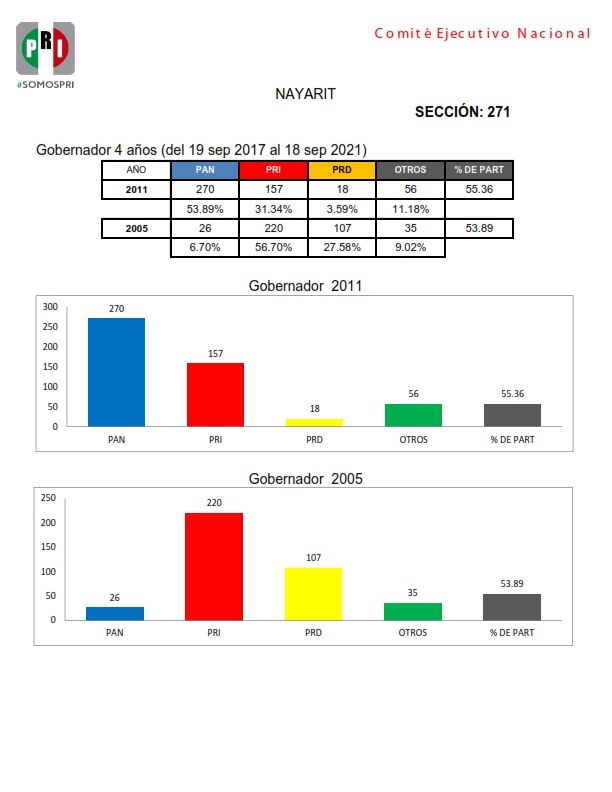 PRI
#SOMOSPRI
Comité Ejecutivo Nacional
NAYARIT
SECCIÓN: 271
Gobernador 4 años (del 19 sep 2017 al 18 sep 2021)
AÑO PAN PRI PRD OTROS % DE PART
2011 270 157 18 56 55.36
53.89% 31.34% 3.59% 11.18%
2005 26 220 107 35 53.89
6.70% 56.70% 27.58% 9.02%
Gobernador 2011
300
250
200
150
100
50
0
270
157
18
56
55.36
PAN PRI PRD OTROS % DE PART
Gobernador 2005
250
200
150
100
50
0
26
220
107
35
53.89
PAN PRI PRD OTROS % DE PART